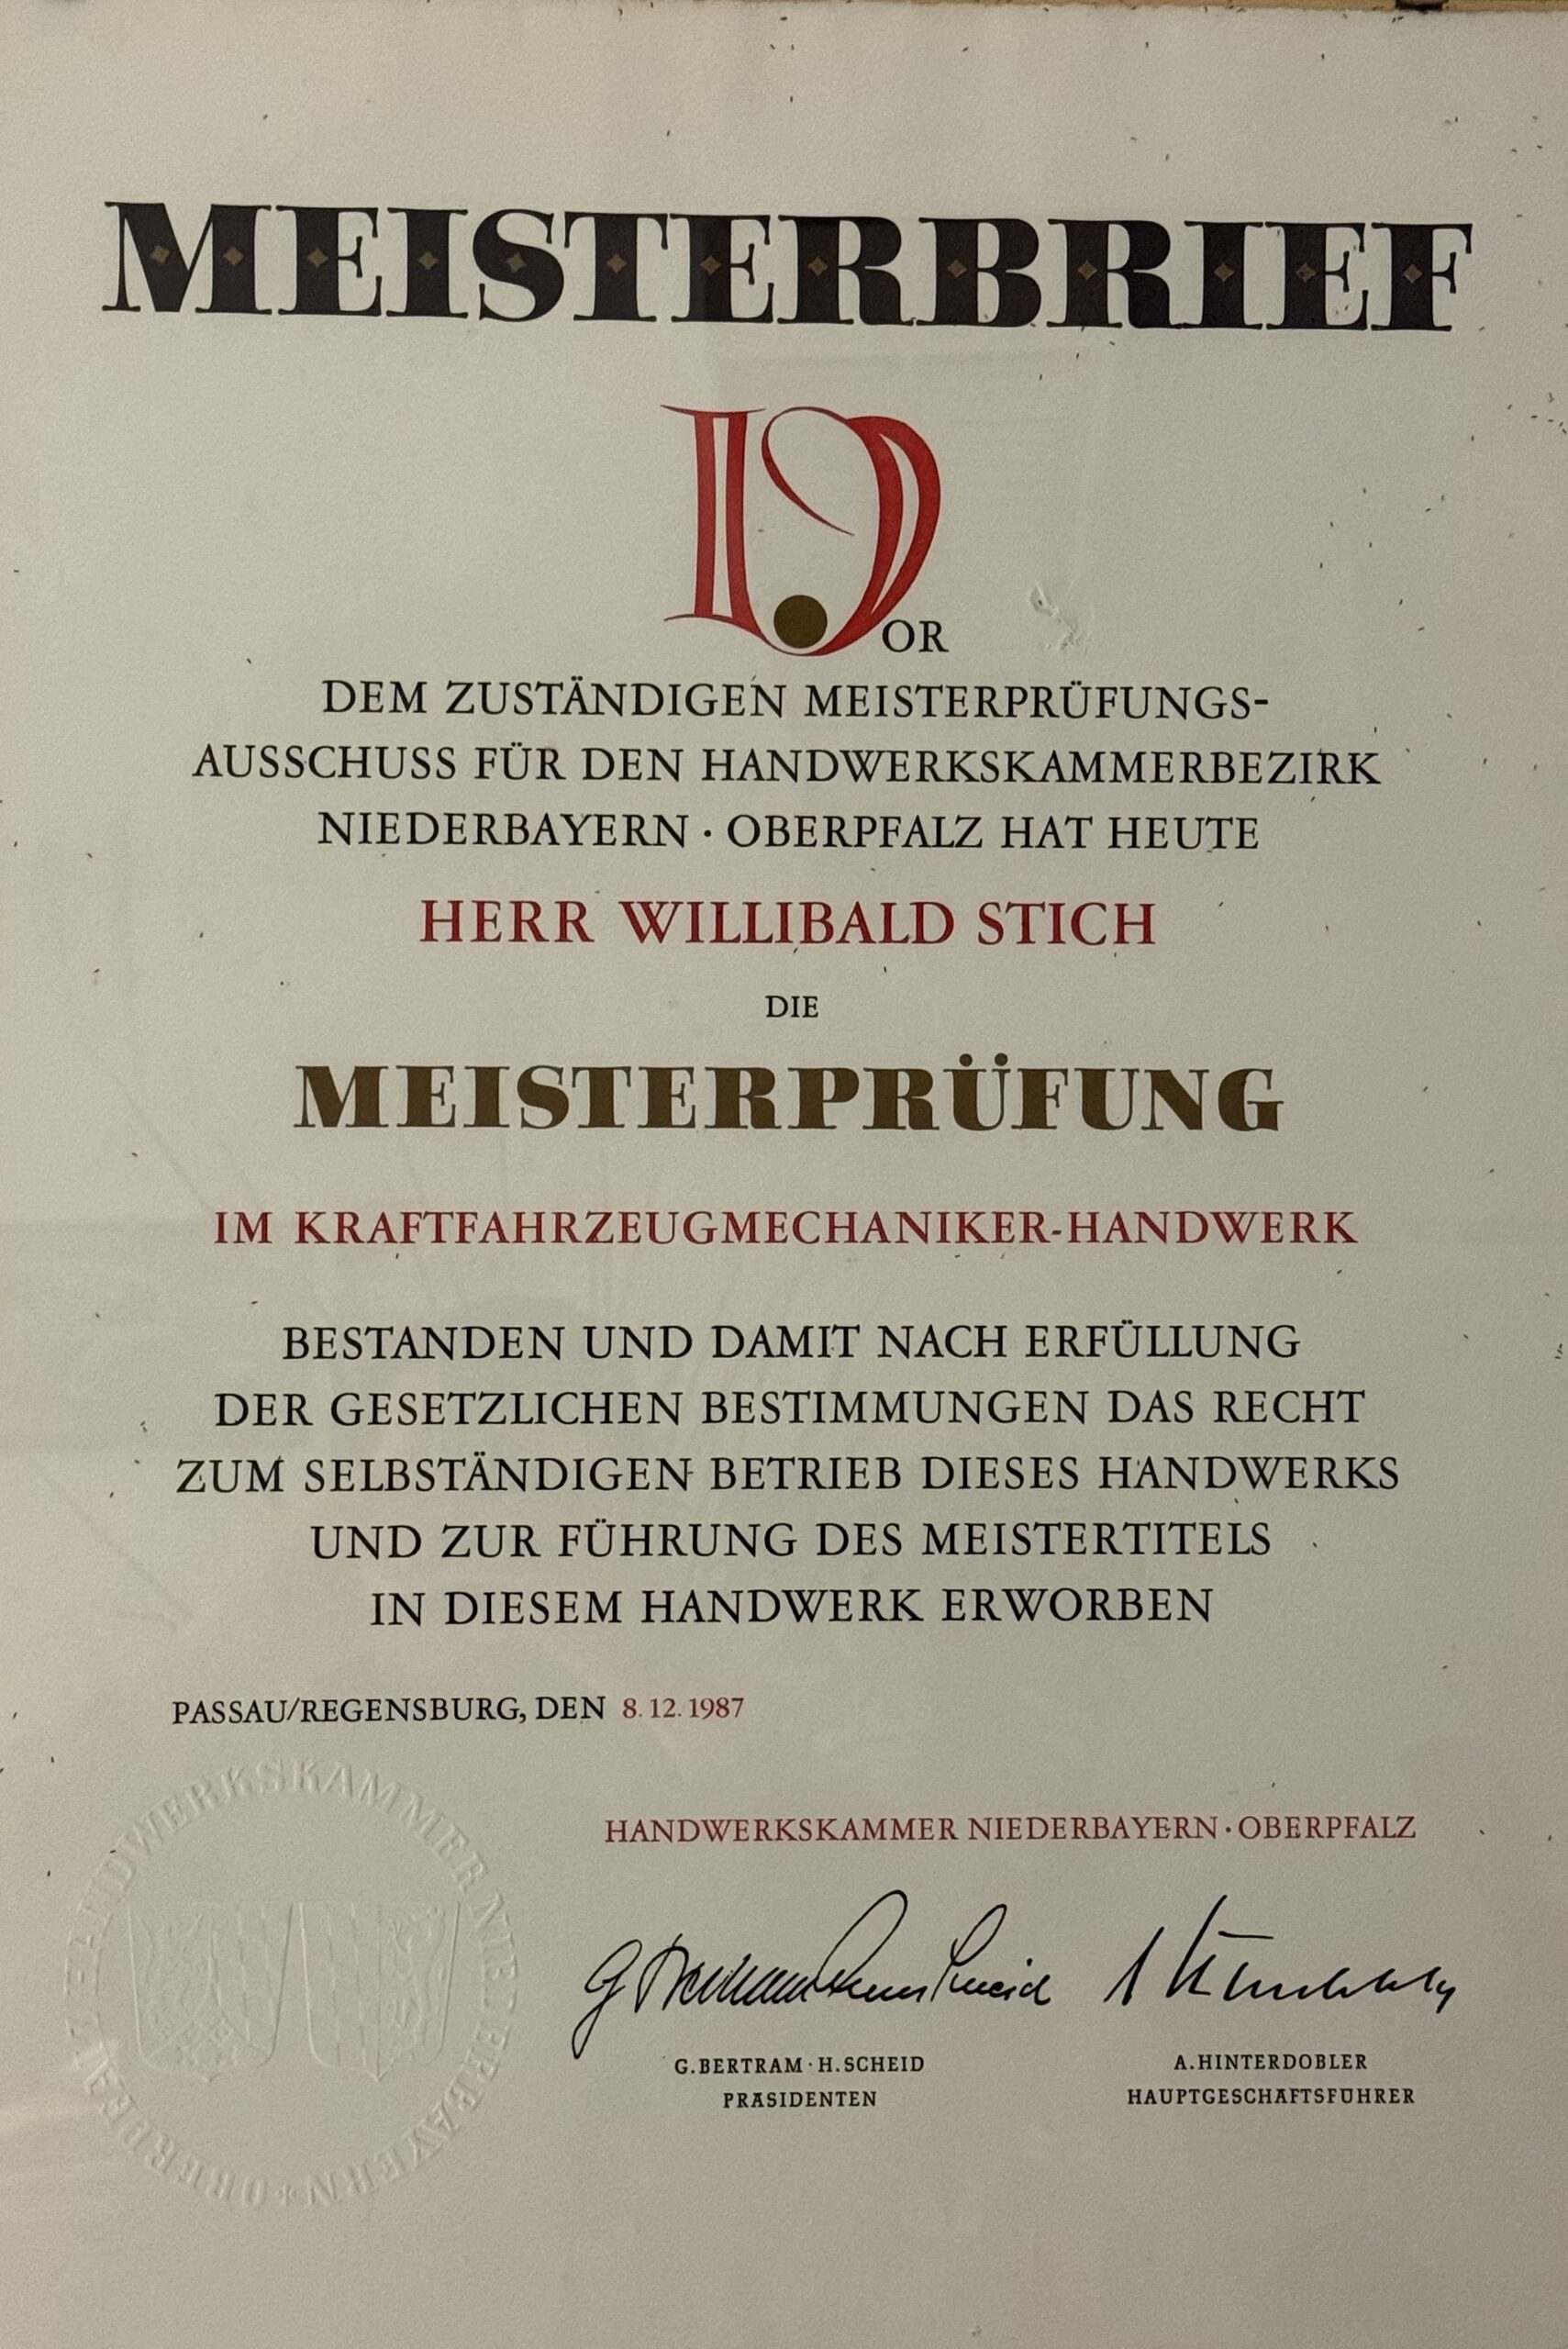 MEISTERBRIEF
VOR
DEM ZUSTÄNDIGEN MEISTERPRÜFUNGS-
AUSSCHUSS FÜR DEN HANDWERKSKAMMERBEZIRK
NIEDERBAYERN · OBERPFALZ HAT HEUTE
HERR WILLIBALD STICH
DIE
MEISTERPRÜFUNG
IM KRAFTFAHRZEUGMECHANIKER-HANDWERK
BESTANDEN UND DAMIT NACH ERFÜLLUNG
DER GESETZLICHEN BESTIMMUNGEN DAS RECHT
ZUM SELBSTÄNDIGEN BETRIEB DIESES HANDWERKS
UND ZUR FÜHRUNG DES MEISTERTITELS
IN DIESEM HANDWERK ERWORBEN
PASSAU/REGENSBURG, DEN 8.12.1987
HANDWERKSKAMMER NIEDERBAYERN · OBERPFALZ
HANDWERKSKAMMER NIEDERBAYERN * OBERPFALZ
G. BERTRAM · H. SCHEID
PRÄSIDENTEN
A. HINTERDOBLER
HAUPTGESCHÄFTSFÜHRER